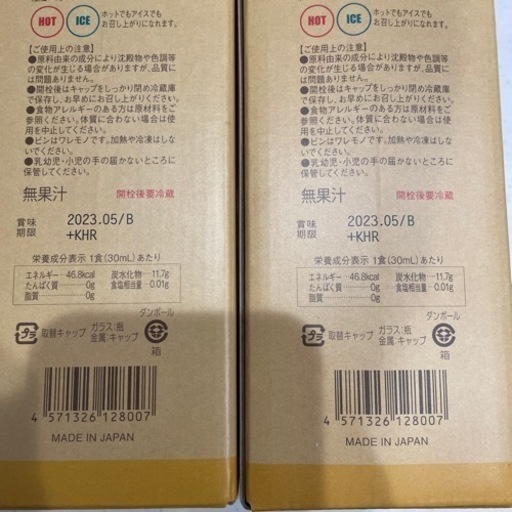 HOT ICE ホットでもアイスでも
お召し上がりになれます。
【ご使用上の注意】
●原料由来の成分により沈殿物や色調等
の変化が生じる場合がありますが、品質に
は問題ありません。
●開栓後はキャップをしっかり閉め冷蔵庫
で保存し、お早めにお召し上がりください。
●食物アレルギーのある方は原材料をご
参照ください。体質に合わない場合は使
用を中止してください。
●ビンはワレモノです。加熱や冷凍はし
ないでください。
●乳幼児・小児の手の届かないところに
保管してください。
無果汁 開栓後要冷蔵
賞味
期限 2023.05/B
+KHR
栄養成分表示 1食(30mL)あたり
エネルギー…46.8kcal 炭水化物…11.7g
たんぱく質…0g 食塩相当量…0.01g
脂質…0g
ダンボール
プラ 取替キャップ ガラス:瓶
金属:キャップ 箱
4 571326 128007
MADE IN JAPAN
HOT ICE ホットでもアイスでも
お召し上がりになれます。
【ご使用上の注意】
●原料由来の成分により沈殿物や色調等
の変化が生じる場合がありますが、品質に
は問題ありません。
●開栓後はキャップをしっかり閉め冷蔵庫
で保存し、お早めにお召し上がりください。
●食物アレルギーのある方は原材料をご
参照ください。体質に合わない場合は使
用を中止してください。
●ビンはワレモノです。加熱や冷凍はし
ないでください。
●乳幼児・小児の手の届かないところに
保管してください。
無果汁 開栓後要冷蔵
賞味
期限 2023.05/B
+KHR
栄養成分表示 1食(30mL)あたり
エネルギー…46.8kcal 炭水化物…11.7g
たんぱく質…0g 食塩相当量…0.01g
脂質…0g
ダンボール
プラ 取替キャップ ガラス:瓶
金属:キャップ 箱
4 571326 128007
MADE IN JAPAN